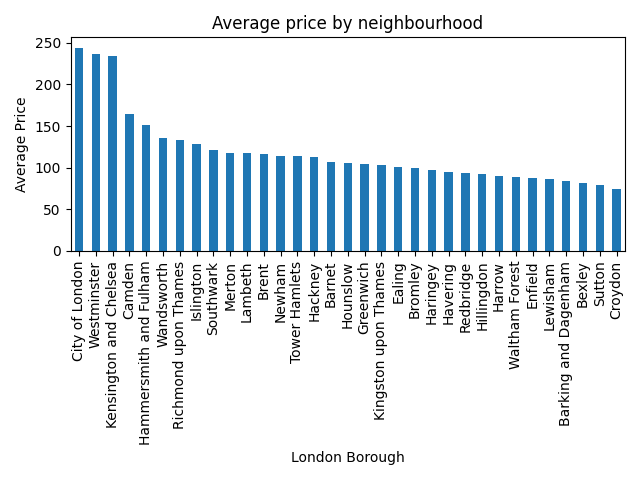 Average price by neighbourhood
Average Price
250
200
150
100
50
0
City of London
Westminster
Kensington and Chelsea
Camden
Hammersmith and Fulham
Wandsworth
Richmond upon Thames
Islington
Southwark
Merton
Lambeth
Brent
Newham
Tower Hamlets
Hackney
Barnet
Hounslow
Greenwich
Kingston upon Thames
Ealing
Bromley
Haringey
Havering
Redbridge
Hillingdon
Harrow
Waltham Forest
Enfield
Lewisham
Barking and Dagenham
Bexley
Sutton
Croydon
London Borough